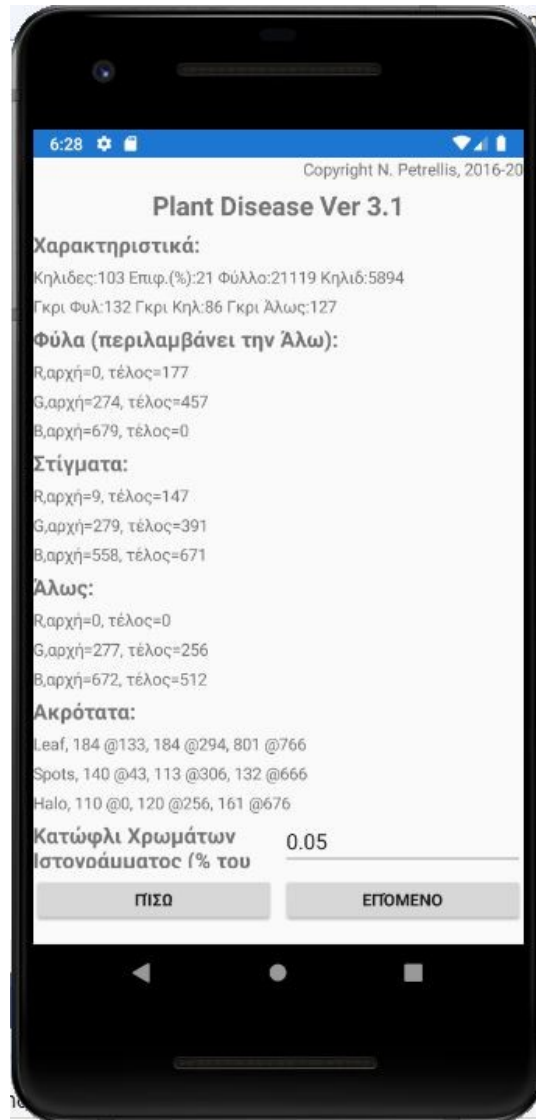 6:28
Copyright N. Petrellis, 2016-20
Plant Disease Ver 3.1
Χαρακτηριστικά:
Κηλιδες:103 Επιφ.(%):21 Φύλλο:21119 Κηλιδ:5894
Γκρι Φυλ:132 Γκρι Κηλ:86 Γκρι Άλως:127
Φύλα (περιλαμβάνει την Άλω):
R,αρχή=0, τέλος=177
G,αρχή=274, τέλος=457
B,αρχή=679, τέλος=0
Στίγματα:
R,αρχή=9, τέλος=147
G,αρχή=279, τέλος=391
B,αρχή=558, τέλος=671
Άλως:
R,αρχή=0, τέλος=0
G,αρχή=277, τέλος=256
B,αρχή=672, τέλος=512
Ακρότατα:
Leaf, 184 @133, 184 @294, 801 @766
Spots, 140 @43, 113 @306, 132 @666
Halo, 110 @0, 120 @256, 161 @676
Κατώφλι Χρωμάτων 0.05
Ιστογράμματος (% του
ΠΊΣΩ ΕΠΌΜΕΝΟ